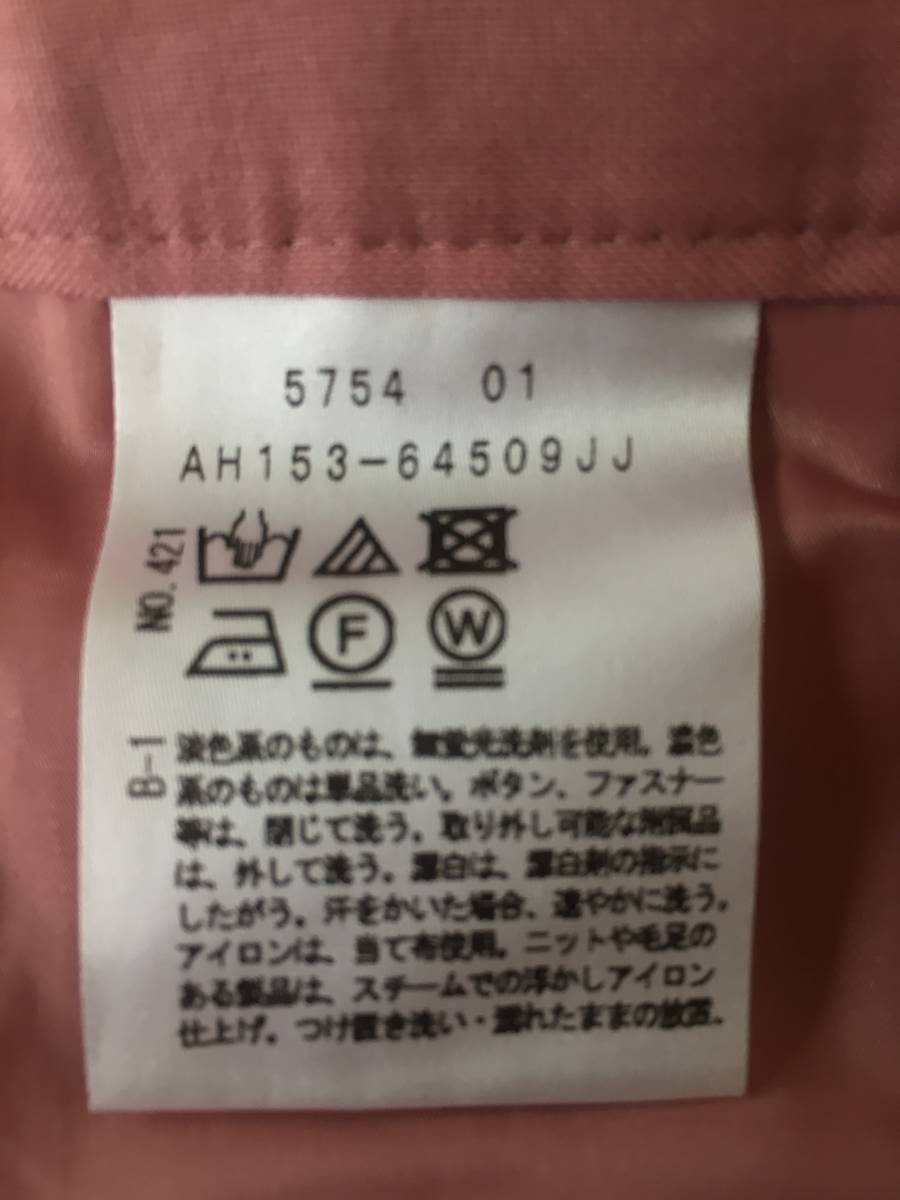 5754 01
AH153-64509JJ
NO.421
F
W
B-1
淡色系のものは、無蛍光洗剤を使用。濃色
系のものは単品洗い。ボタン、ファスナー
等は、閉じて洗う。取り外し可能な附属品
は、外して洗う。漂白は、漂白剤の指示に
したがう。汗をかいた場合、速やかに洗う。
アイロンは、当て布使用。ニットや毛足の
ある製品は、スチームでの浮かしアイロン
仕上げ。つけ置き洗い・濡れたままの放置.